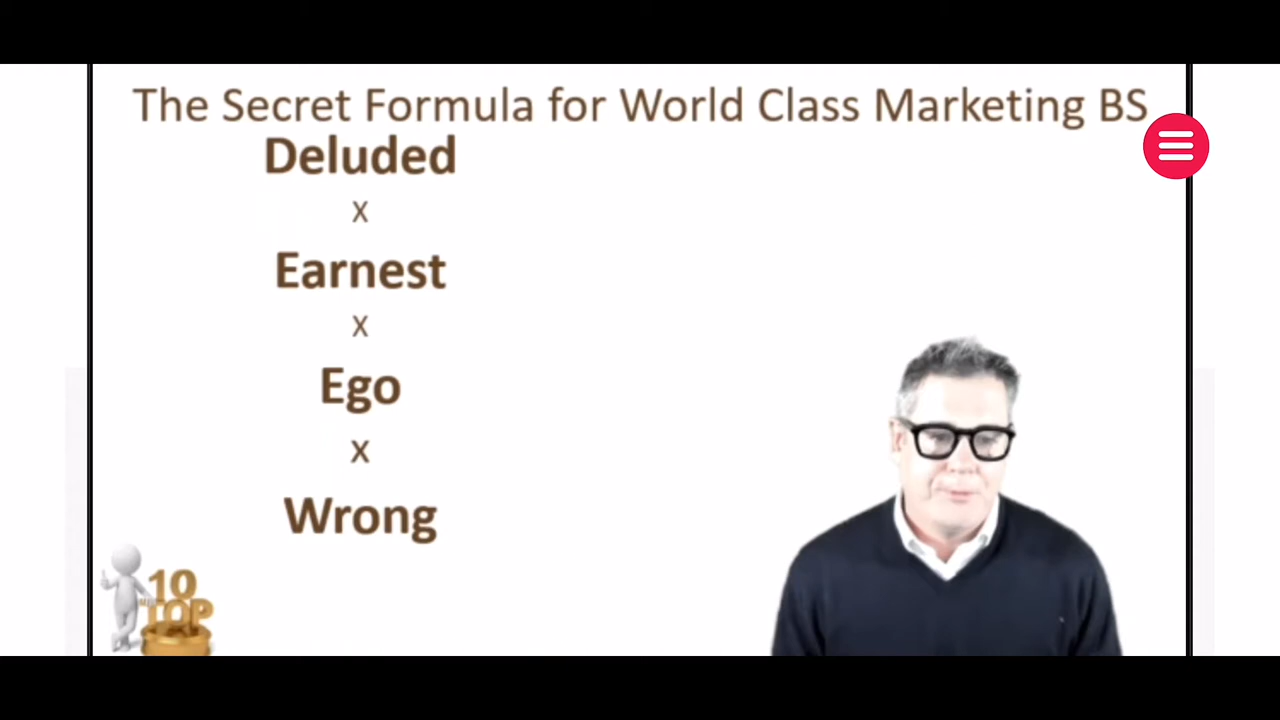 The Secret Formula for World Class Marketing BS
Deluded
x
Earnest
x
Ego
x
Wrong
10
TOP